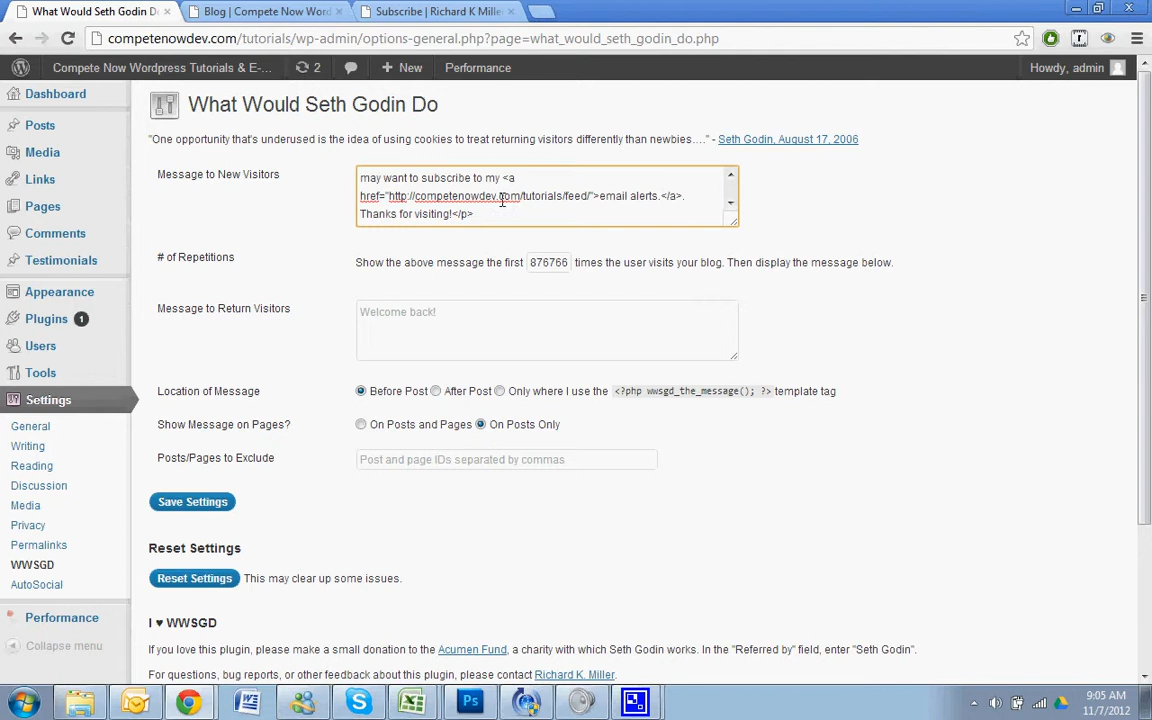 What Would Seth Godin Do
Blog | Compete Now Word
Subscribe | Richard K Mille
competenowdev.com/tutorials/wp-admin/options-general.php?page=what_would_seth_godin_do.php
Compete Now Wordpress Tutorials & E-... 2 + New Performance Howdy, admin
Dashboard
Posts
Media
Links
Pages
Comments
Testimonials
Appearance
Plugins 1
Users
Tools
Settings
General
Writing
Reading
Discussion
Media
Privacy
Permalinks
WWSGD
AutoSocial
Performance
Collapse menu
What Would Seth Godin Do
"One opportunity that's underused is the idea of using cookies to treat returning visitors differently than newbies...." - Seth Godin, August 17, 2006
Message to New Visitors
may want to subscribe to my <a
href="http://competenowdev.com/tutorials/feed/">email alerts.</a>.
Thanks for visiting!</p>
# of Repetitions
Show the above message the first 876766 times the user visits your blog. Then display the message below.
Message to Return Visitors
Welcome back!
Location of Message
Before Post After Post Only where I use the <?php wwsgd_the_message(); ?> template tag
Show Message on Pages?
On Posts and Pages On Posts Only
Posts/Pages to Exclude
Post and page IDs separated by commas
Save Settings
Reset Settings
Reset Settings This may clear up some issues.
I ♥ WWSGD
If you love this plugin, please make a small donation to the Acumen Fund, a charity with which Seth Godin works. In the "Referred by" field, enter "Seth Godin".
For questions, bug reports, or other feedback about this plugin, please contact Richard K. Miller.
9:05 AM
11/7/2012